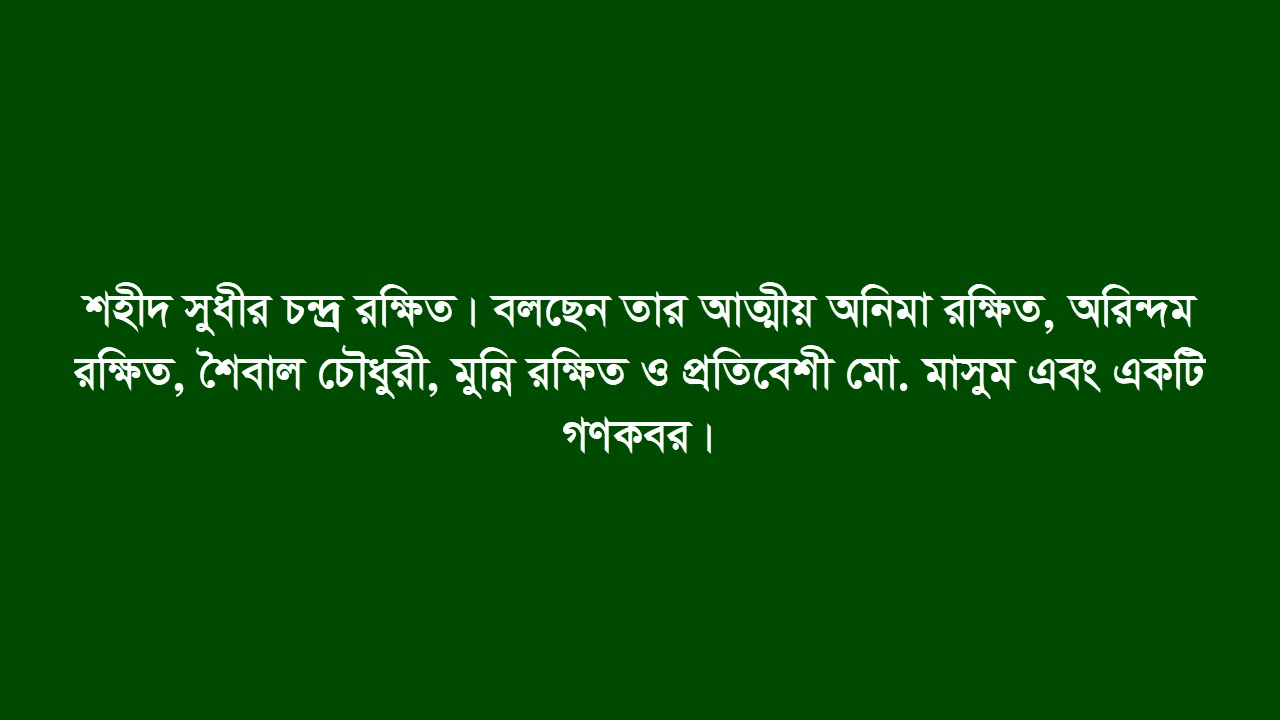 শহীদ সুধীর চন্দ্র রক্ষিত। বলছেন তার আত্মীয় অনিমা রক্ষিত, অরিন্দম
রক্ষিত, শৈবাল চৌধুরী, মুন্নি রক্ষিত ও প্রতিবেশী মো. মাসুম এবং একটি
গণকবর।